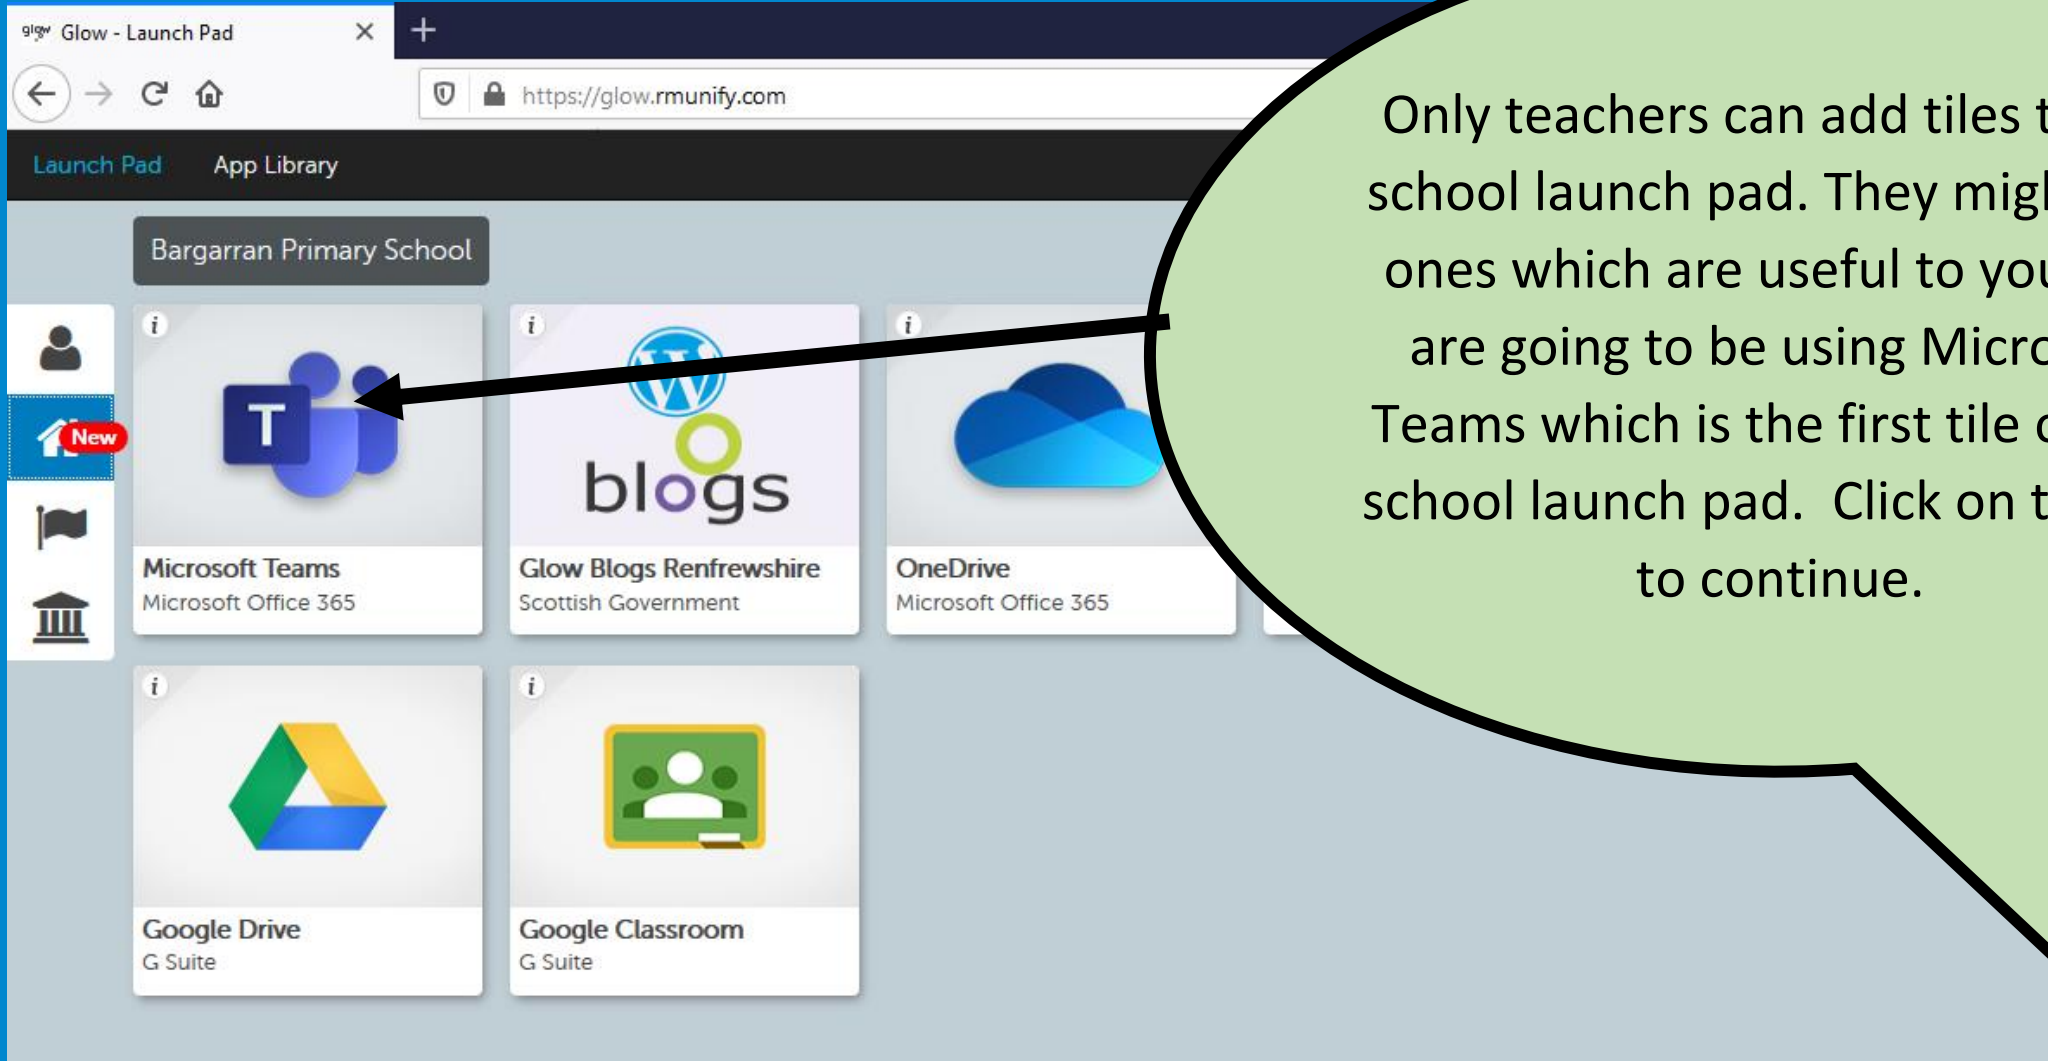 glow Glow - Launch Pad
https://glow.rmunify.com
Launch Pad App Library
Bargarran Primary School
New
T
Microsoft Teams
Microsoft Office 365
W
blogs
Glow Blogs Renfrewshire
Scottish Government
OneDrive
Microsoft Office 365
Google Drive
G Suite
Google Classroom
G Suite
Only teachers can add tiles
school launch pad. They
ones which are useful to
are going to be using
Teams which is the first tile
school launch pad. Click on
to continue.